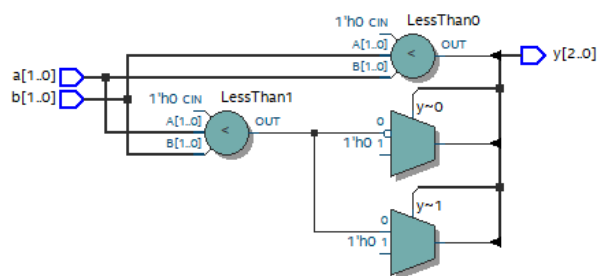 LessThan0
1'h0 CIN
A[1..0]
B[1..0]
<
OUT
y[2..0]
a[1..0]
b[1..0]
LessThan1
1'h0 CIN
A[1..0]
B[1..0]
<
OUT
y~0
0
1'h0 1
y~1
0
1'h0 1